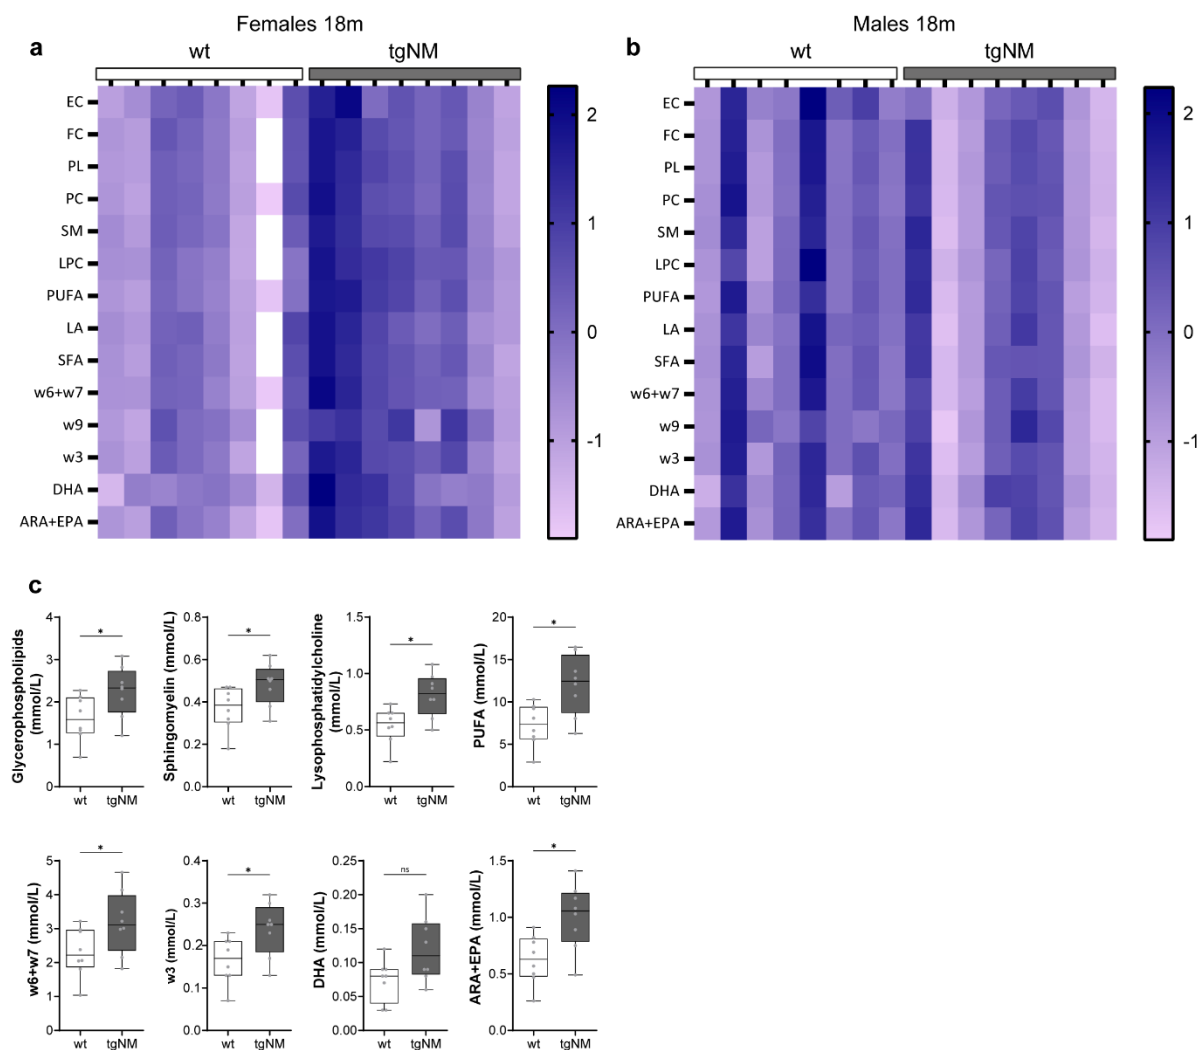 Females 18m
Males 18m
a
wt
tgNM
b
wt
tgNM
EC
FC
PL
PC
SM
LPC
PUFA
LA
SFA
w6+w7
w9
w3
DHA
ARA+EPA
2
1
0
-1
EC
FC
PL
PC
SM
LPC
PUFA
LA
SFA
w6+w7
w9
w3
DHA
ARA+EPA
2
1
0
-1
c
Glycerophospholipids
(mmol/L)
4
3
2
1
0
*
wt
tgNM
Sphingomyelin (mmol/L)
0.8
0.6
0.4
0.2
0.0
*
wt
tgNM
Lysophosphatidylcholine
(mmol/L)
1.5
1.0
0.5
0.0
*
wt
tgNM
PUFA (mmol/L)
20
15
10
5
0
*
wt
tgNM
w6+w7 (mmol/L)
5
4
3
2
1
0
*
wt
tgNM
w3 (mmol/L)
0.4
0.3
0.2
0.1
0.0
*
wt
tgNM
DHA (mmol/L)
0.25
0.20
0.15
0.10
0.05
0.00
ns
wt
tgNM
ARA+EPA (mmol/L)
1.5
1.0
0.5
0.0
*
wt
tgNM